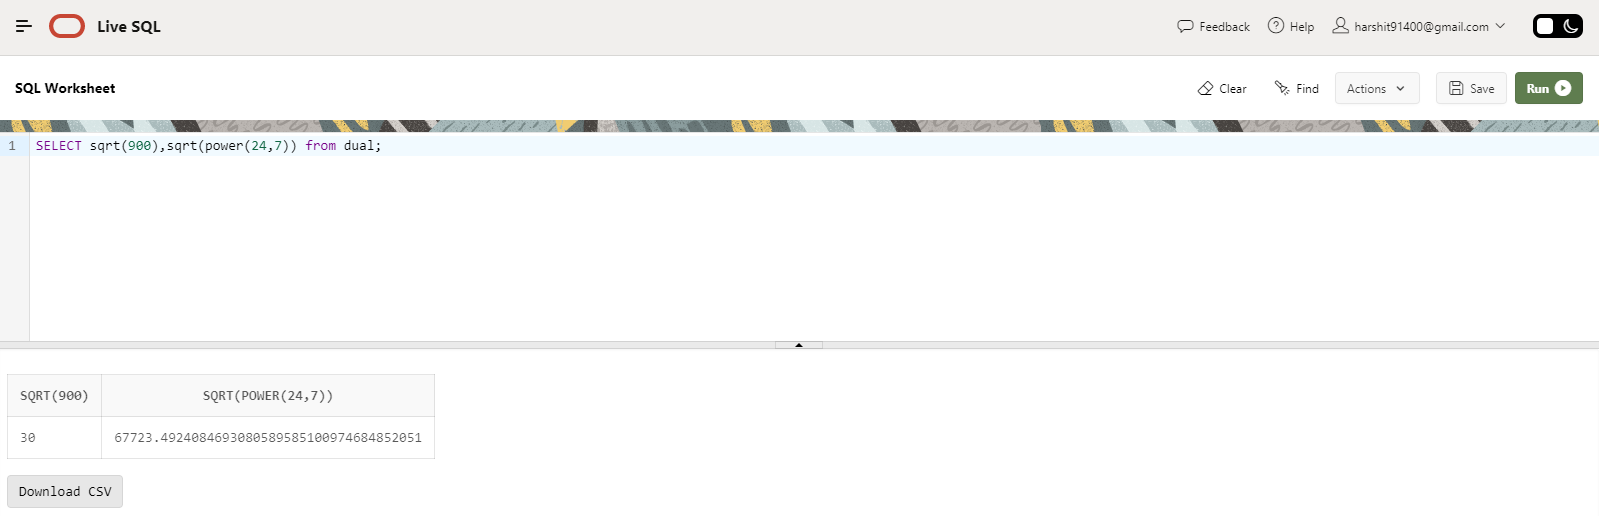 Live SQL
Feedback Help harshit91400@gmail.com
SQL Worksheet
Clear Find Actions Save Run
1 SELECT sqrt(900),sqrt(power(24,7)) from dual;
SQRT(900) SQRT(POWER(24,7))
30 67723.4924084693080589585100974684852051
Download CSV